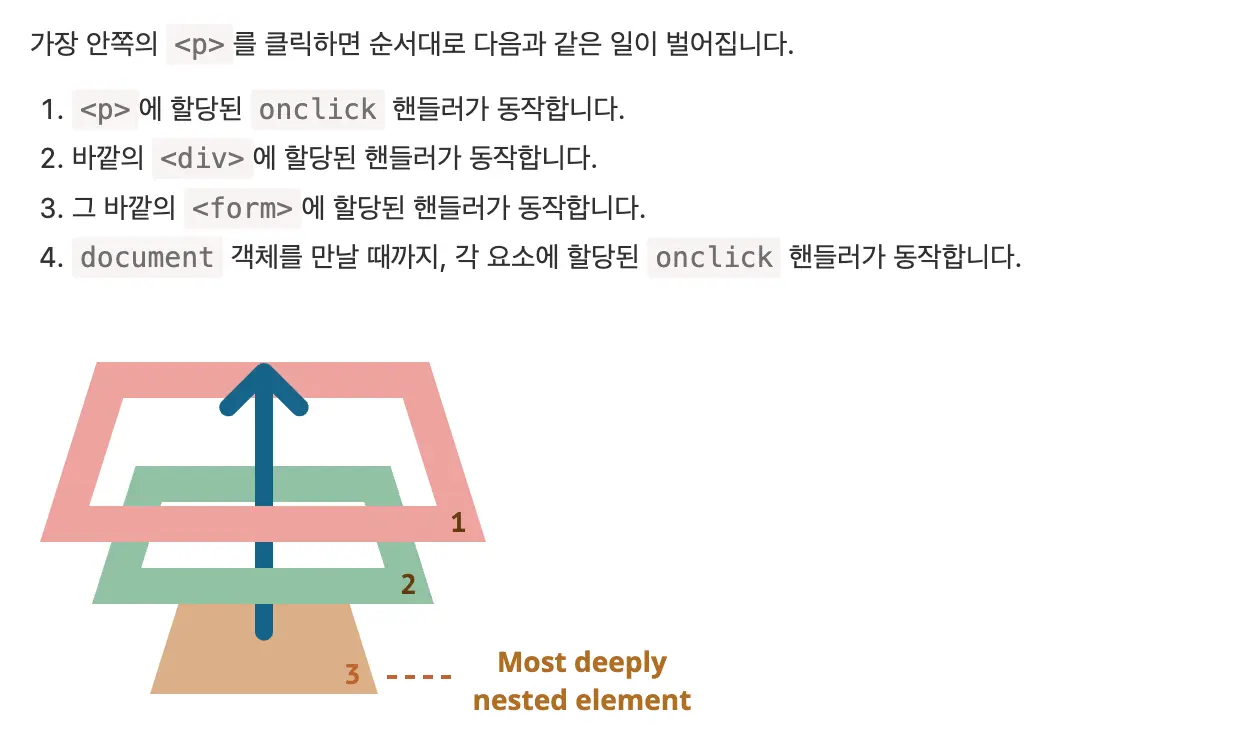 가장 안쪽의 <p>를 클릭하면 순서대로 다음과 같은 일이 벌어집니다.
1. <p>에 할당된 onclick 핸들러가 동작합니다.
2. 바깥의 <div>에 할당된 핸들러가 동작합니다.
3. 그 바깥의 <form>에 할당된 핸들러가 동작합니다.
4. document 객체를 만날 때까지, 각 요소에 할당된 onclick 핸들러가 동작합니다.
1
2
3
Most deeply
nested element